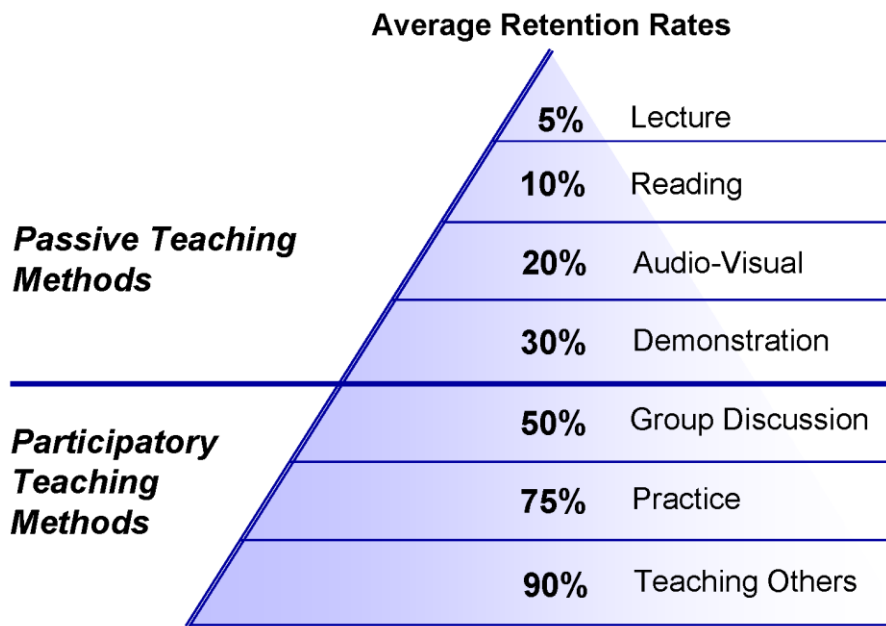 Average Retention Rates
5% Lecture
10% Reading
Passive Teaching
Methods
20% Audio-Visual
30% Demonstration
50% Group Discussion
Participatory
Teaching
Methods
75% Practice
90% Teaching Others